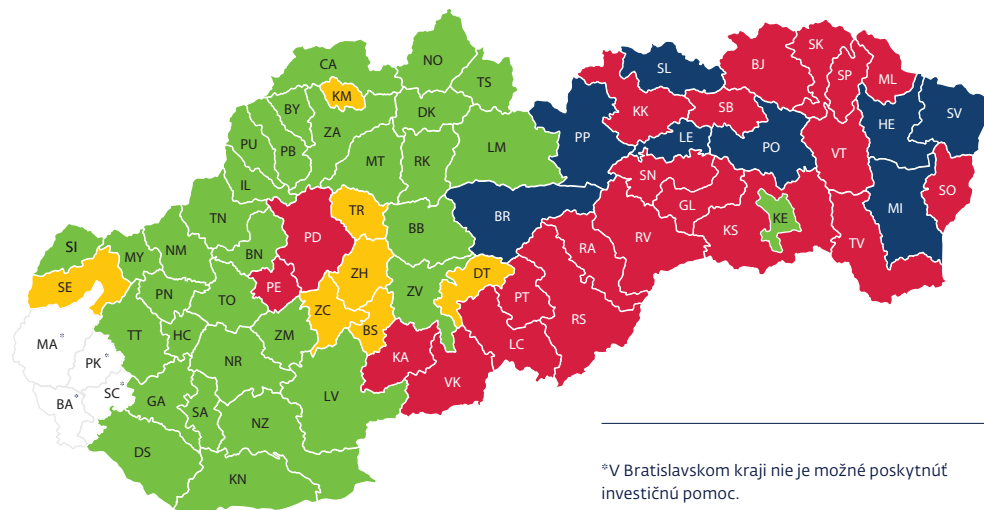 SK
NO
CA
SL
BJ
SP
ML
TS
KM
BY
KK
SB
DK
SV
HE
ZA
PP
LE
PO
PU
PB
MT
RK
LM
VT
SN
IL
SO
GL
TR
TN
BR
KE
MI
BB
KS
PD
RV
SI
NM
MY
BN
RA
TV
ZH
DT
SE
PE
ZV
PN
TO
PT
ZC
RS
BS
TT
HC
ZM
MA*
LC
KA
NR
PK*
VK
SC*
LV
BA*
GA
SA
NZ
DS
KN
*V Bratislavskom kraji nie je možné poskytnúť
investičnú pomoc.